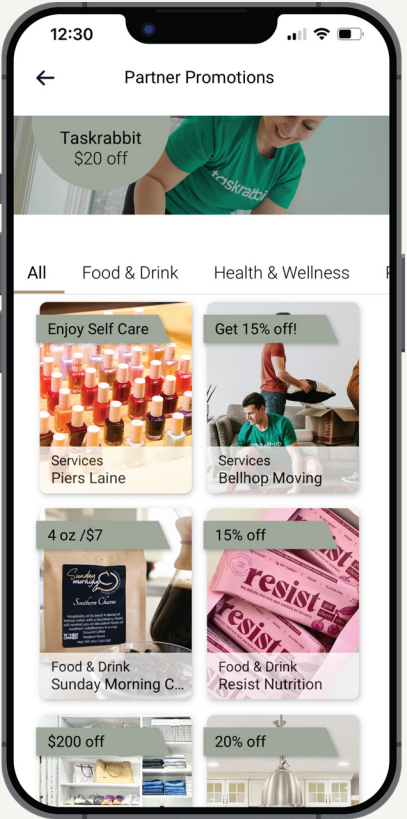 12:30
Partner Promotions
Taskrabbit
$20 off
taskrabbit
All Food & Drink Health & Wellness
Enjoy Self Care
Services
Piers Laine
Get 15% off!
bellhop
Services
Bellhop Moving
4 oz /$7
Sunday
morning
Southern Charm
Food & Drink
Sunday Morning C...
15% off
resist
resist
resist
Food & Drink
Resist Nutrition
$200 off
20% off